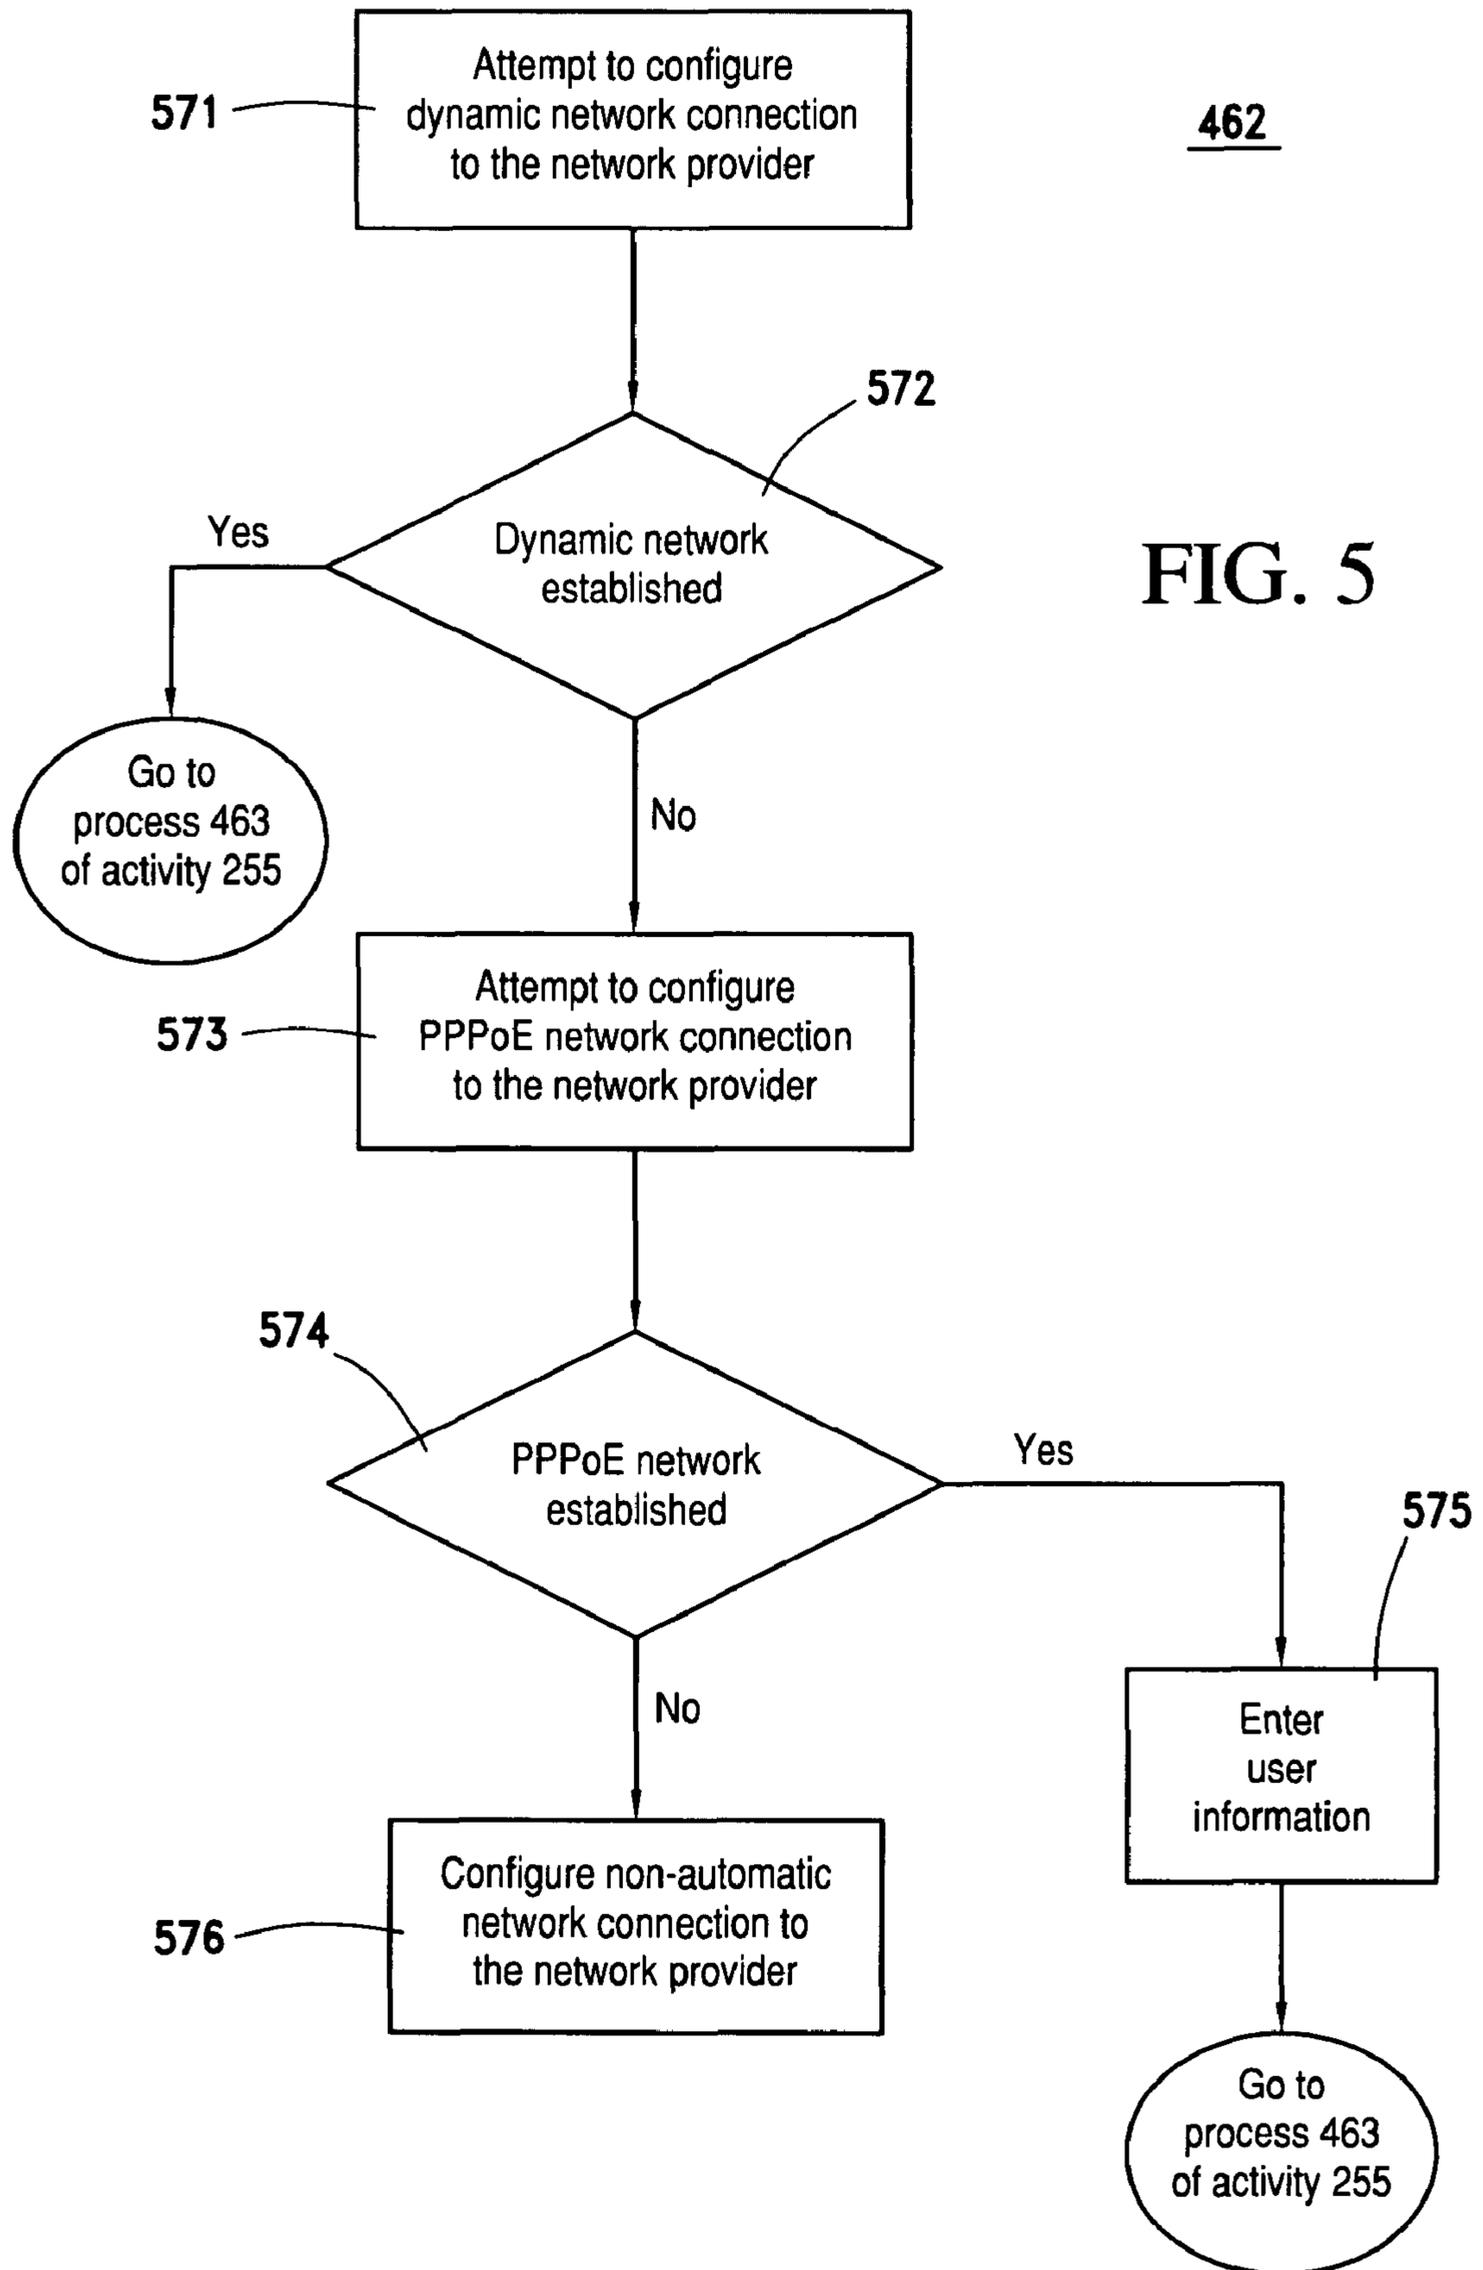 Attempt to configure
dynamic network connection
to the network provider
571
462
572
Dynamic network
established
Yes
FIG. 5
Go to
process 463
of activity 255
No
Attempt to configure
PPPoE network connection
to the network provider
573
574
PPPoE network
established
Yes
575
No
Enter
user
information
Configure non-automatic
network connection to
the network provider
576
Go to
process 463
of activity 255